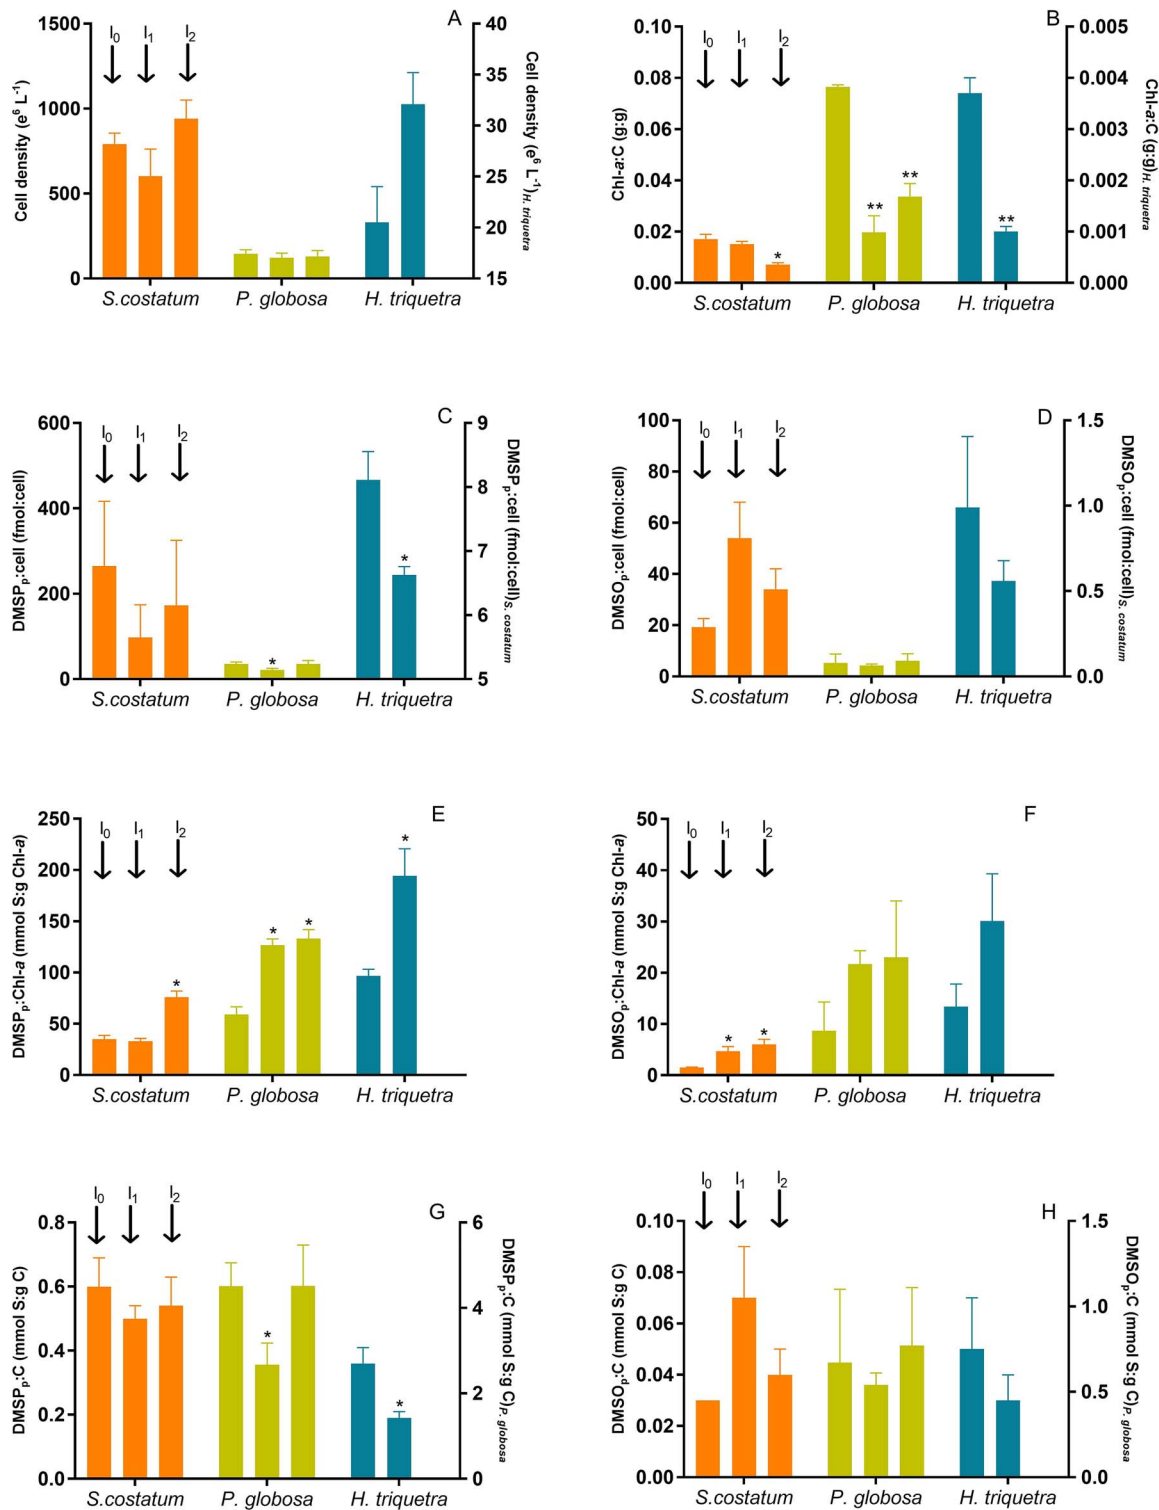 A
I0 I1 I2
1500
1000
500
0
Cell density (e⁶ L⁻¹)
40
35
30
25
20
15
Cell density (e⁶ L⁻¹)H. triquetra
S.costatum P. globosa H. triquetra
B
I0 I1 I2
0.10
0.08
0.06
0.04
0.02
0.00
Chl-a:C (g:g)
* ** ** **
0.005
0.004
0.003
0.002
0.001
0.000
Chl-a:C (g:g)H. triquetra
S.costatum P. globosa H. triquetra
C
I0 I1 I2
600
400
200
0
DMSPp:cell (fmol:cell)
* *
9
8
7
6
5
DMSPp:cell (fmol:cell)S. costatum
S.costatum P. globosa H. triquetra
D
I0 I1 I2
100
80
60
40
20
0
DMSOp:cell (fmol:cell)
1.5
1.0
0.5
0.0
DMSOp:cell (fmol:cell)S. costatum
S.costatum P. globosa H. triquetra
E
I0 I1 I2
250
200
150
100
50
0
DMSPp:Chl-a (mmol S:g Chl-a)
* * * *
S.costatum P. globosa H. triquetra
F
I0 I1 I2
50
40
30
20
10
0
DMSOp:Chl-a (mmol S:g Chl-a)
* *
S.costatum P. globosa H. triquetra
G
I0 I1 I2
0.8
0.6
0.4
0.2
0.0
DMSPp:C (mmol S:g C)
* *
6
4
2
0
DMSPp:C (mmol S:g C)P. globosa
S.costatum P. globosa H. triquetra
H
I0 I1 I2
0.10
0.08
0.06
0.04
0.02
0.00
DMSOp:C (mmol S:g C)
1.5
1.0
0.5
0.0
DMSOp:C (mmol S:g C)P. globosa
S.costatum P. globosa H. triquetra